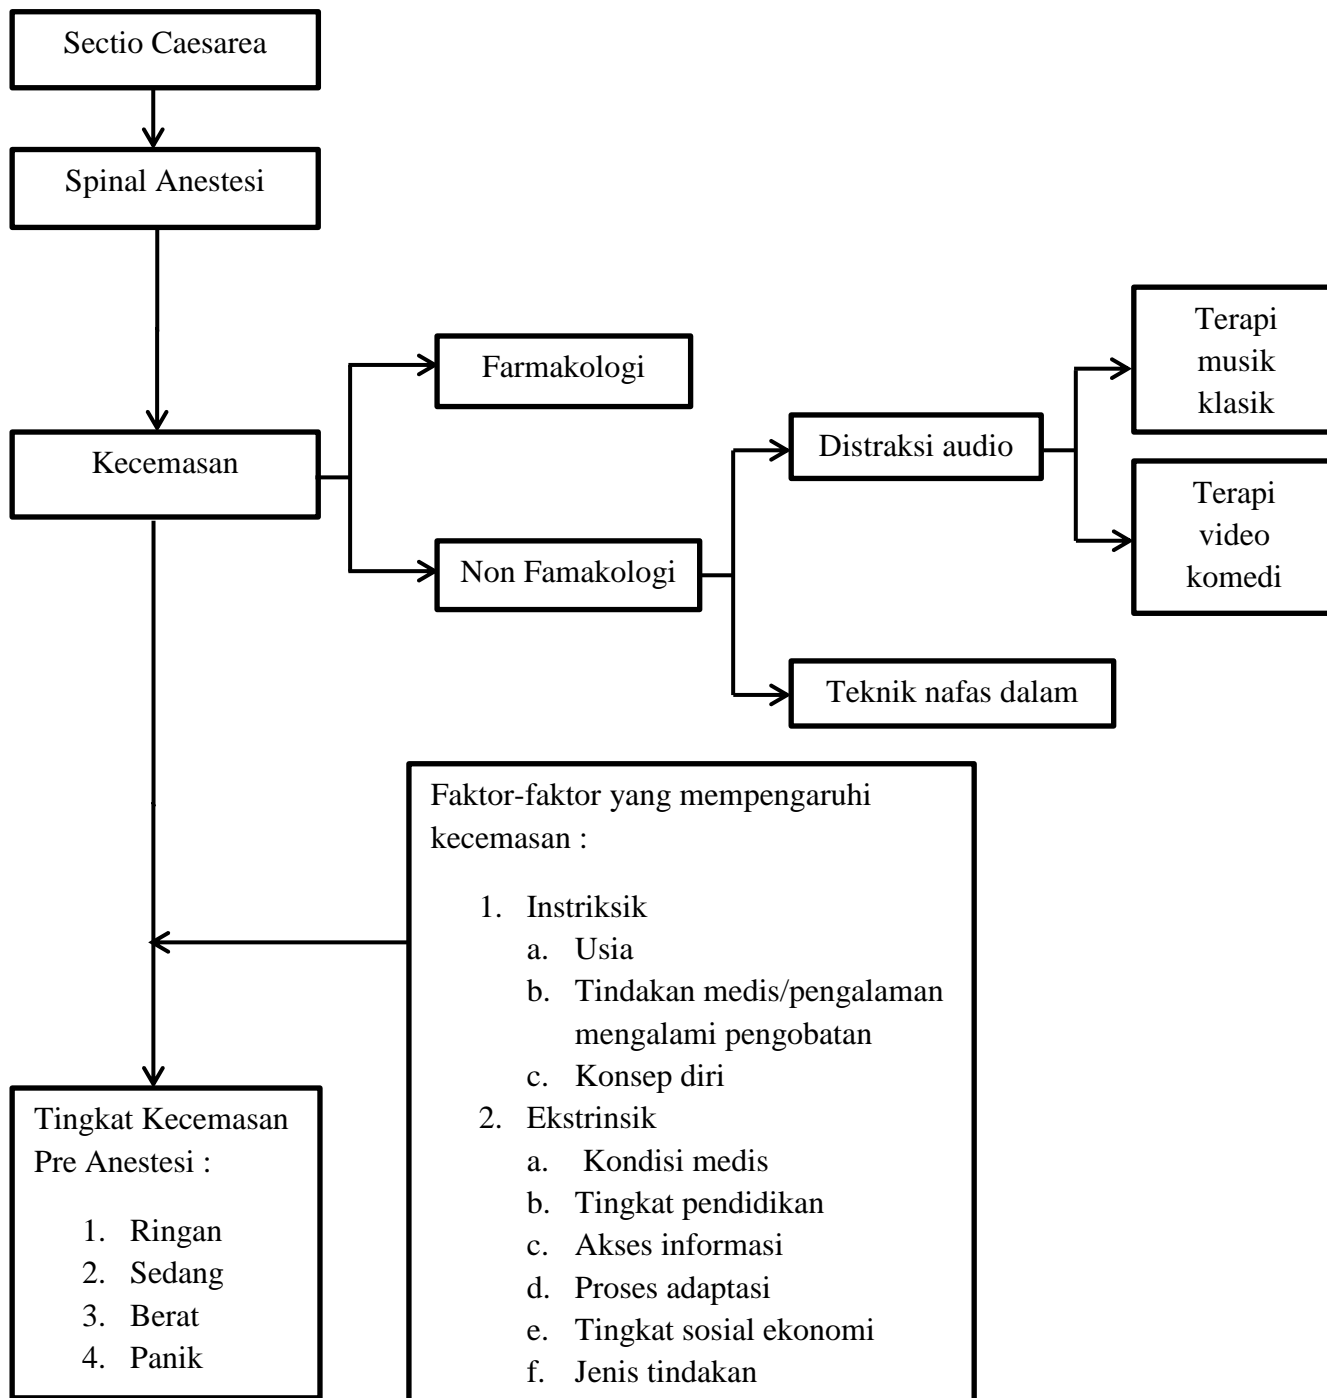 Sectio Caesarea
Spinal Anestesi
Kecemasan
Farmakologi
Non Famakologi
Distraksi audio
Teknik nafas dalam
Terapi
musik
klasik
Terapi
video
komedi
Faktor-faktor yang mempengaruhi
kecemasan :
1. Instriksik
a. Usia
b. Tindakan medis/pengalaman
mengalami pengobatan
c. Konsep diri
2. Ekstrinsik
a. Kondisi medis
b. Tingkat pendidikan
c. Akses informasi
d. Proses adaptasi
e. Tingkat sosial ekonomi
f. Jenis tindakan
Tingkat Kecemasan
Pre Anestesi :
1. Ringan
2. Sedang
3. Berat
4. Panik